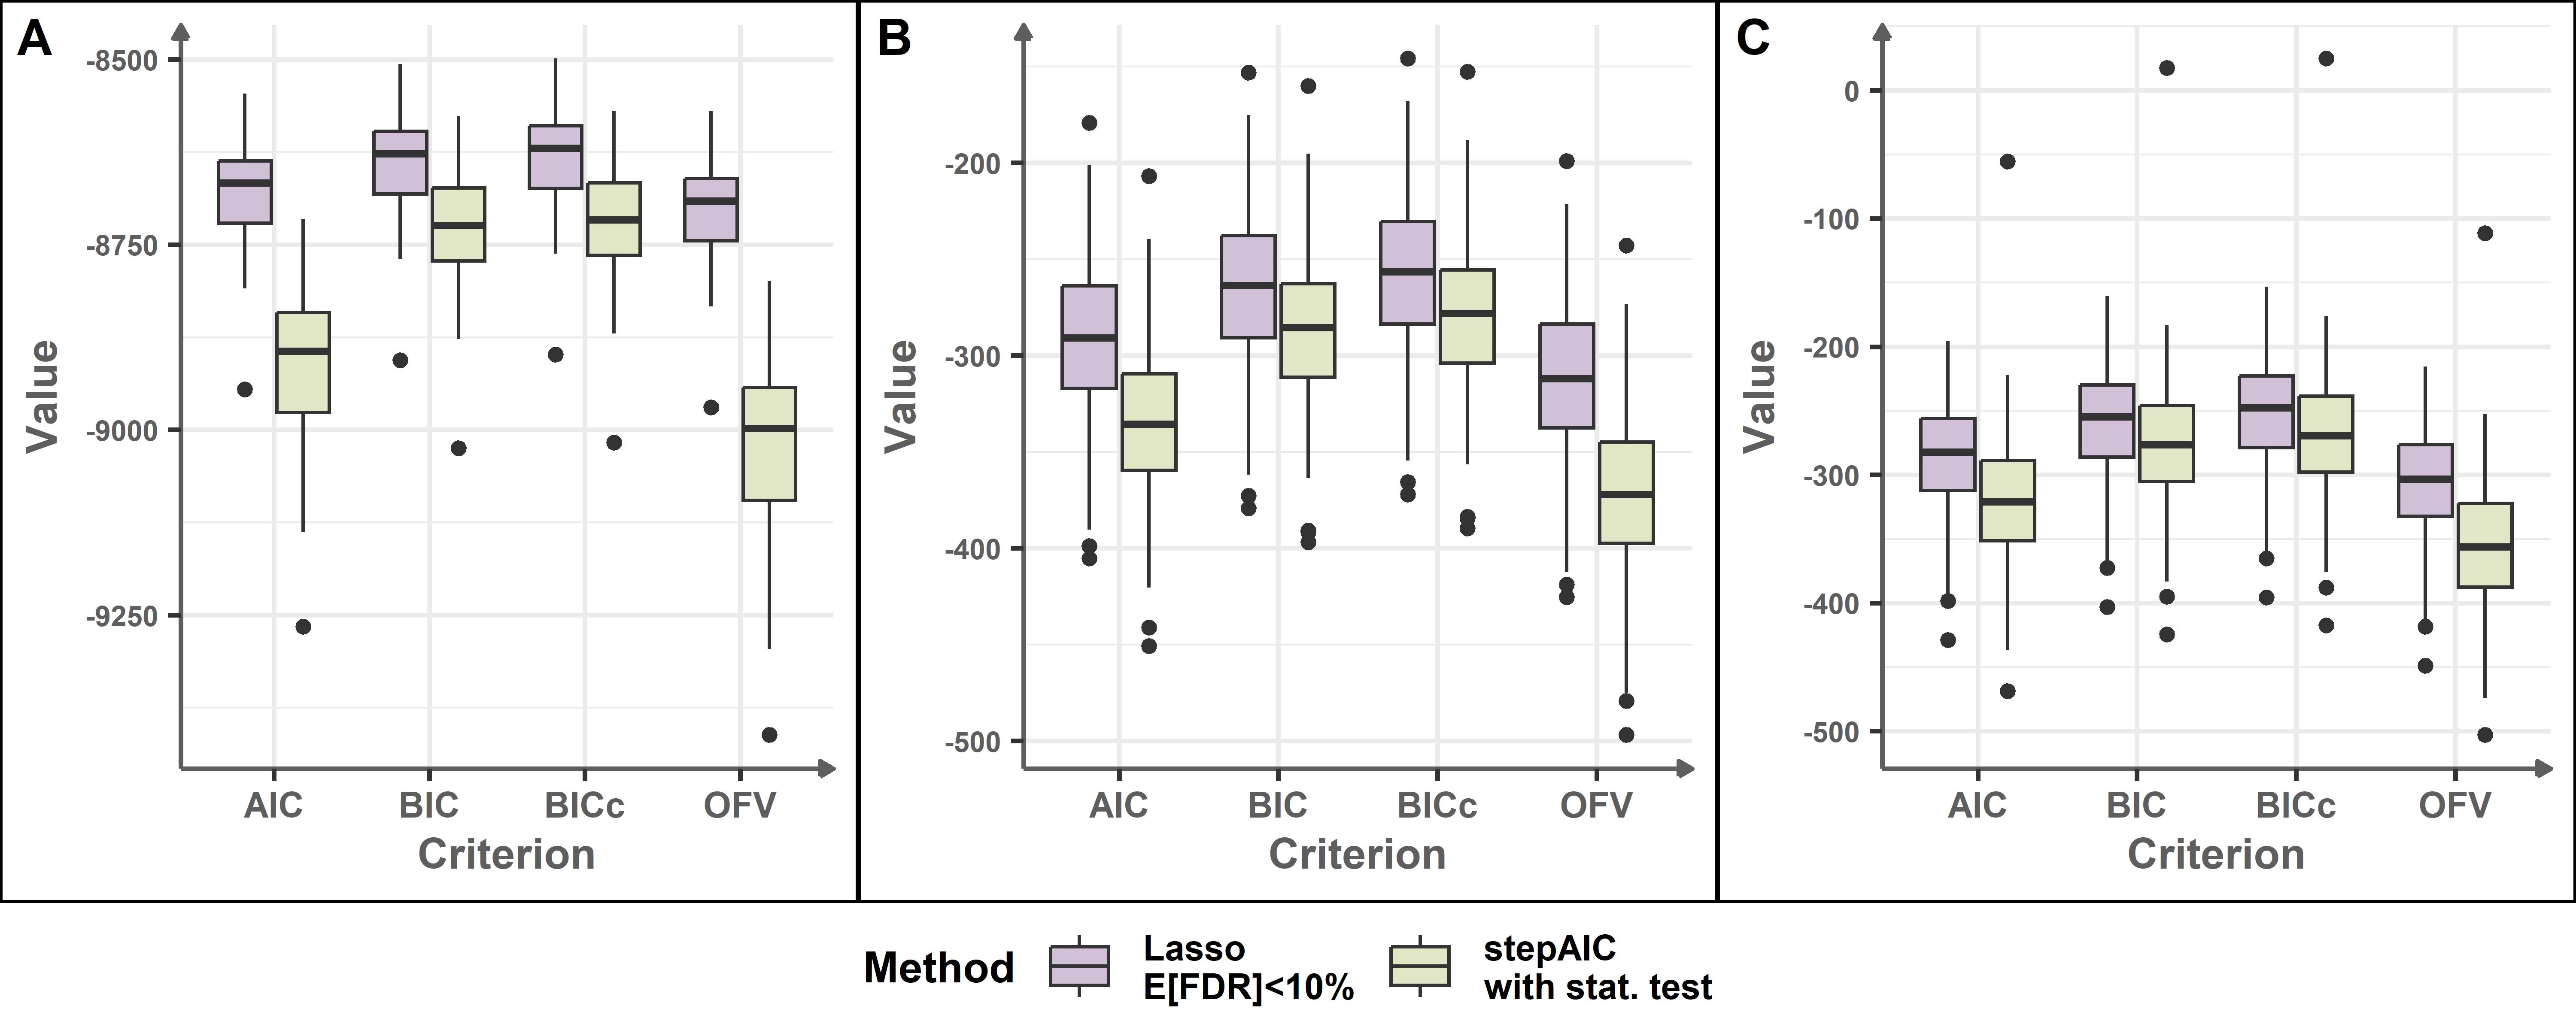 A
-8500
-8750
-9000
-9250
Value
AIC
BIC
BICc
OFV
Criterion
B
-200
-300
-400
-500
Value
AIC
BIC
BICc
OFV
Criterion
C
0
-100
-200
-300
-400
-500
Value
AIC
BIC
BICc
OFV
Criterion
Method
Lasso
E[FDR]<10%
stepAIC
with stat. test